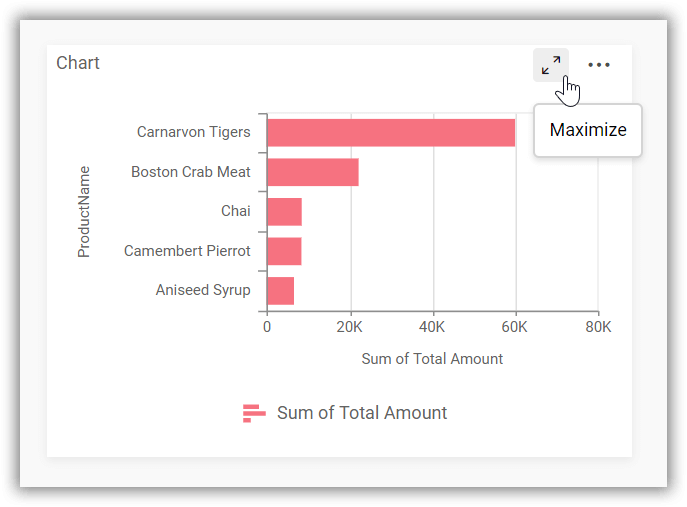 Chart
Maximize
ProductName
Carnarvon Tigers
Boston Crab Meat
Chai
Camembert Pierrot
Aniseed Syrup
0 20K 40K 60K 80K
Sum of Total Amount
Sum of Total Amount